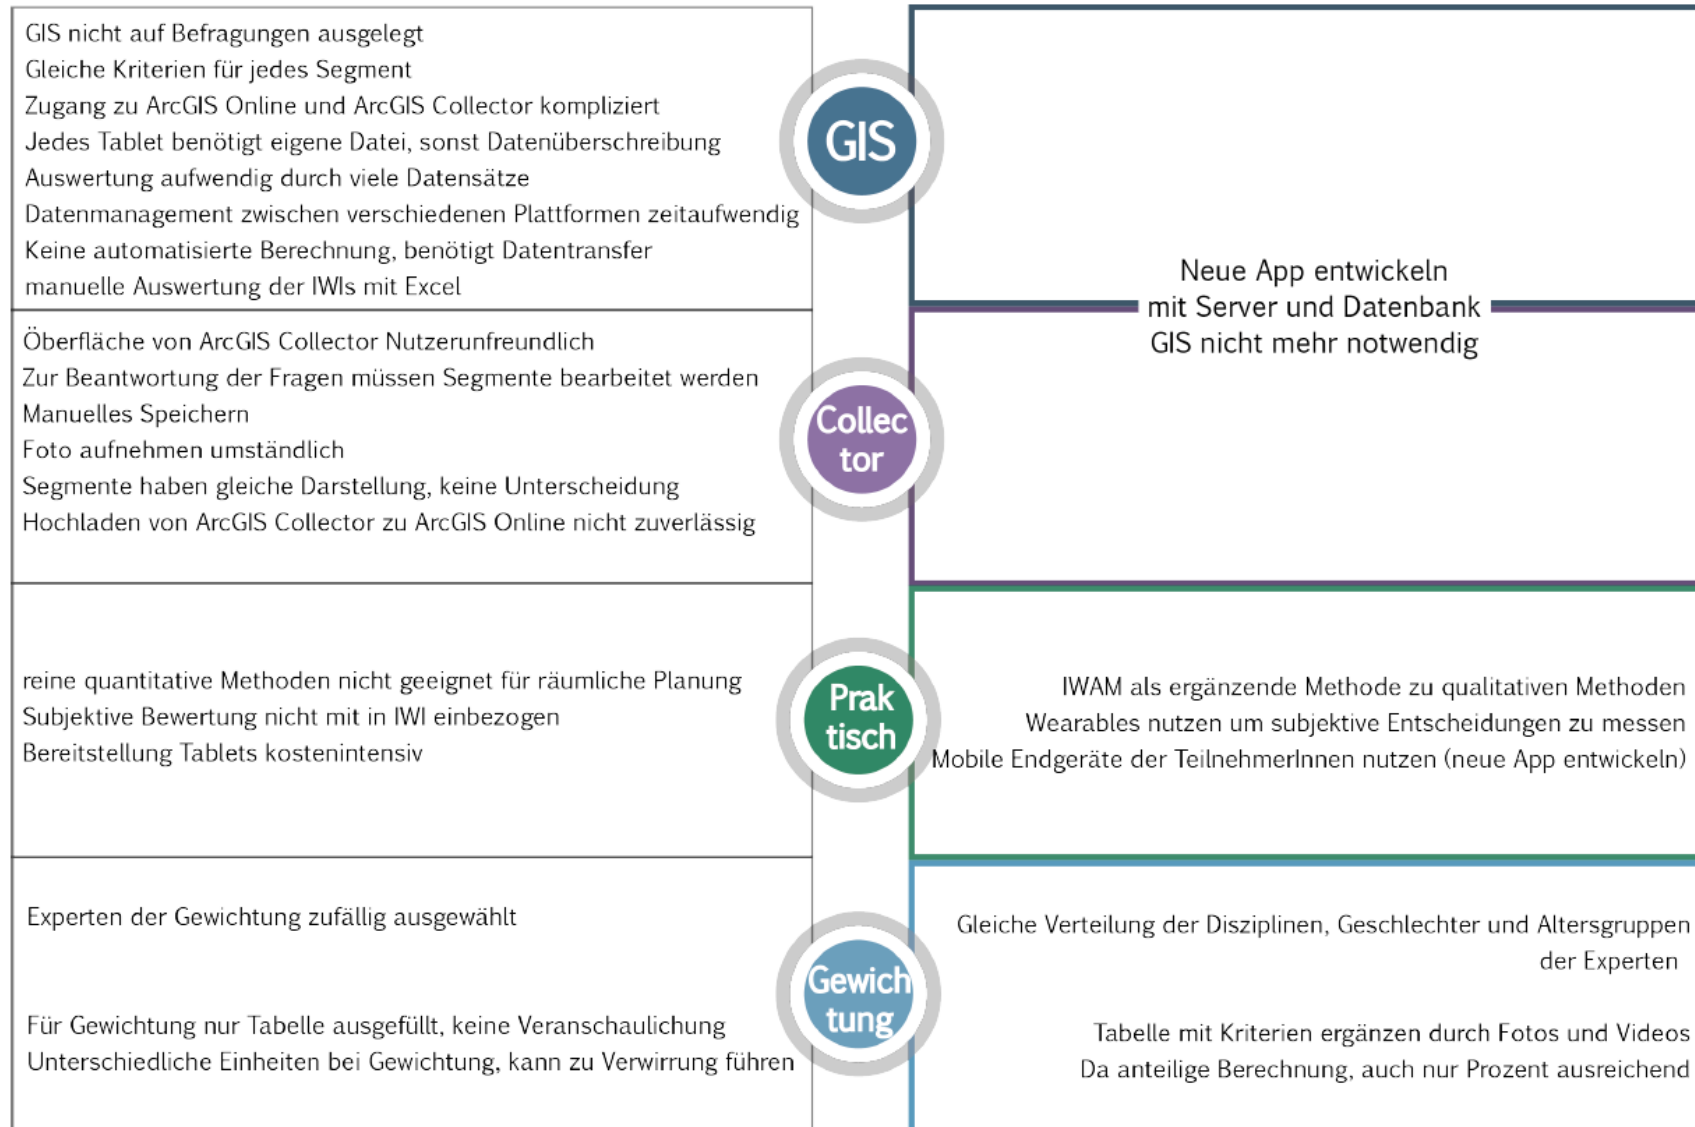 GIS nicht auf Befragungen ausgelegt
Gleiche Kriterien für jedes Segment
Zugang zu ArcGIS Online und ArcGIS Collector kompliziert
Jedes Tablet benötigt eigene Datei, sonst Datenüberschreibung
Auswertung aufwendig durch viele Datensätze
Datenmanagement zwischen verschiedenen Plattformen zeitaufwendig
Keine automatisierte Berechnung, benötigt Datentransfer
manuelle Auswertung der IWIs mit Excel
GIS
Neue App entwickeln
mit Server und Datenbank
GIS nicht mehr notwendig
Öberfläche von ArcGIS Collector Nutzerunfreundlich
Zur Beantwortung der Fragen müssen Segmente bearbeitet werden
Manuelles Speichern
Foto aufnehmen umständlich
Segmente haben gleiche Darstellung, keine Unterscheidung
Hochladen von ArcGIS Collector zu ArcGIS Online nicht zuverlässig
Collec
tor
reine quantitative Methoden nicht geeignet für räumliche Planung
Subjektive Bewertung nicht mit in IWI einbezogen
Bereitstellung Tablets kostenintensiv
Prak
tisch
IWAM als ergänzende Methode zu qualitativen Methoden
Wearables nutzen um subjektive Entscheidungen zu messen
Mobile Endgeräte der TeilnehmerInnen nutzen (neue App entwickeln)
Experten der Gewichtung zufällig ausgewählt
Für Gewichtung nur Tabelle ausgefüllt, keine Veranschaulichung
Unterschiedliche Einheiten bei Gewichtung, kann zu Verwirrung führen
Gewich
tung
Gleiche Verteilung der Disziplinen, Geschlechter und Altersgruppen
der Experten
Tabelle mit Kriterien ergänzen durch Fotos und Videos
Da anteilige Berechnung, auch nur Prozent ausreichend